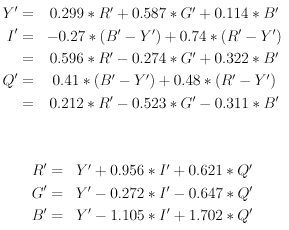 Y' = 0.299 * R' + 0.587 * G' + 0.114 * B'
I' = −0.27 * (B' − Y') + 0.74 * (R' − Y')
= 0.596 * R' − 0.274 * G' + 0.322 * B'
Q' = 0.41 * (B' − Y') + 0.48 * (R' − Y')
= 0.212 * R' − 0.523 * G' − 0.311 * B'
R' = Y' + 0.956 * I' + 0.621 * Q'
G' = Y' − 0.272 * I' − 0.647 * Q'
B' = Y' − 1.105 * I' + 1.702 * Q'